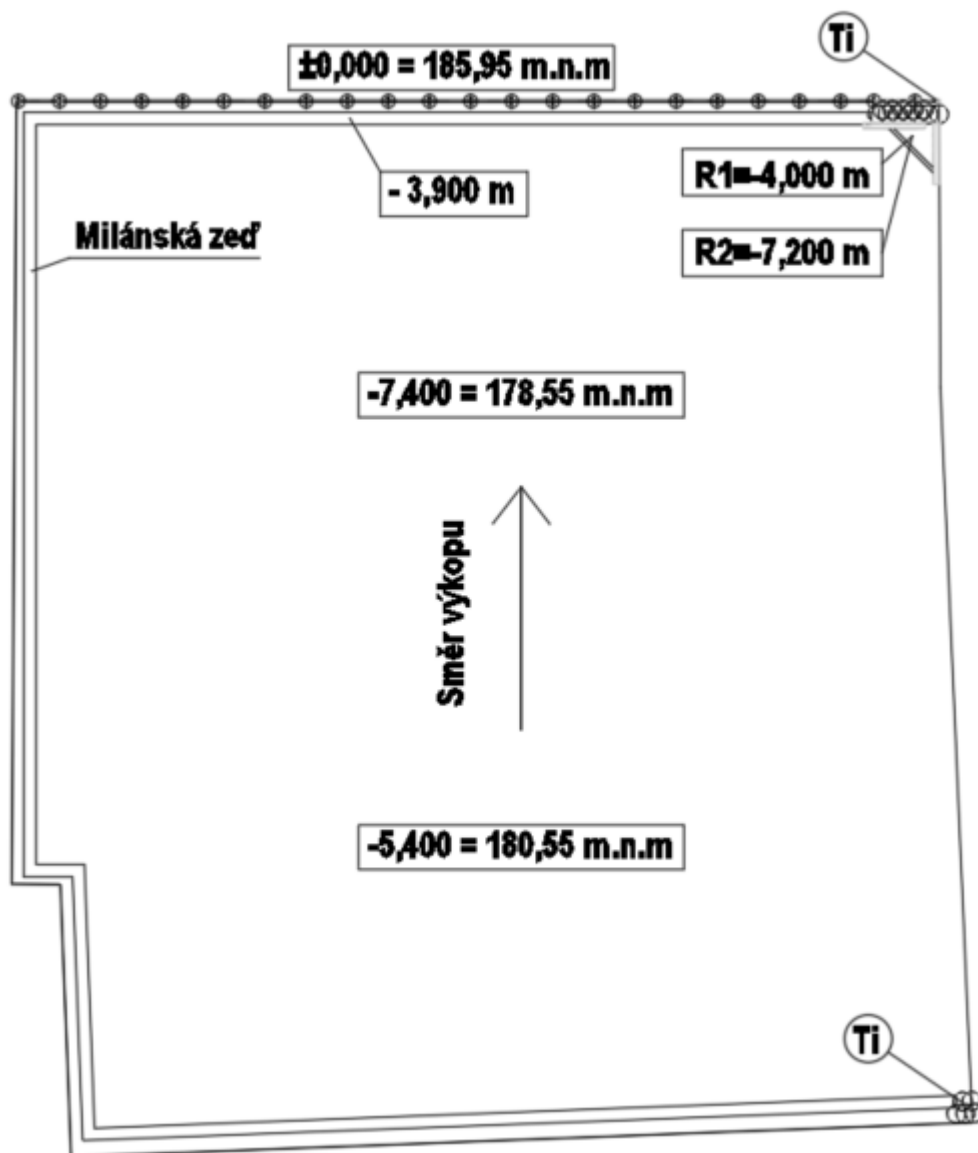 Ti
±0,000 = 185,95 m.n.m
R1=-4,000 m
- 3,900 m
Milánská zeď
R2=-7,200 m
-7,400 = 178,55 m.n.m
Směr výkopu
-5,400 = 180,55 m.n.m
Ti